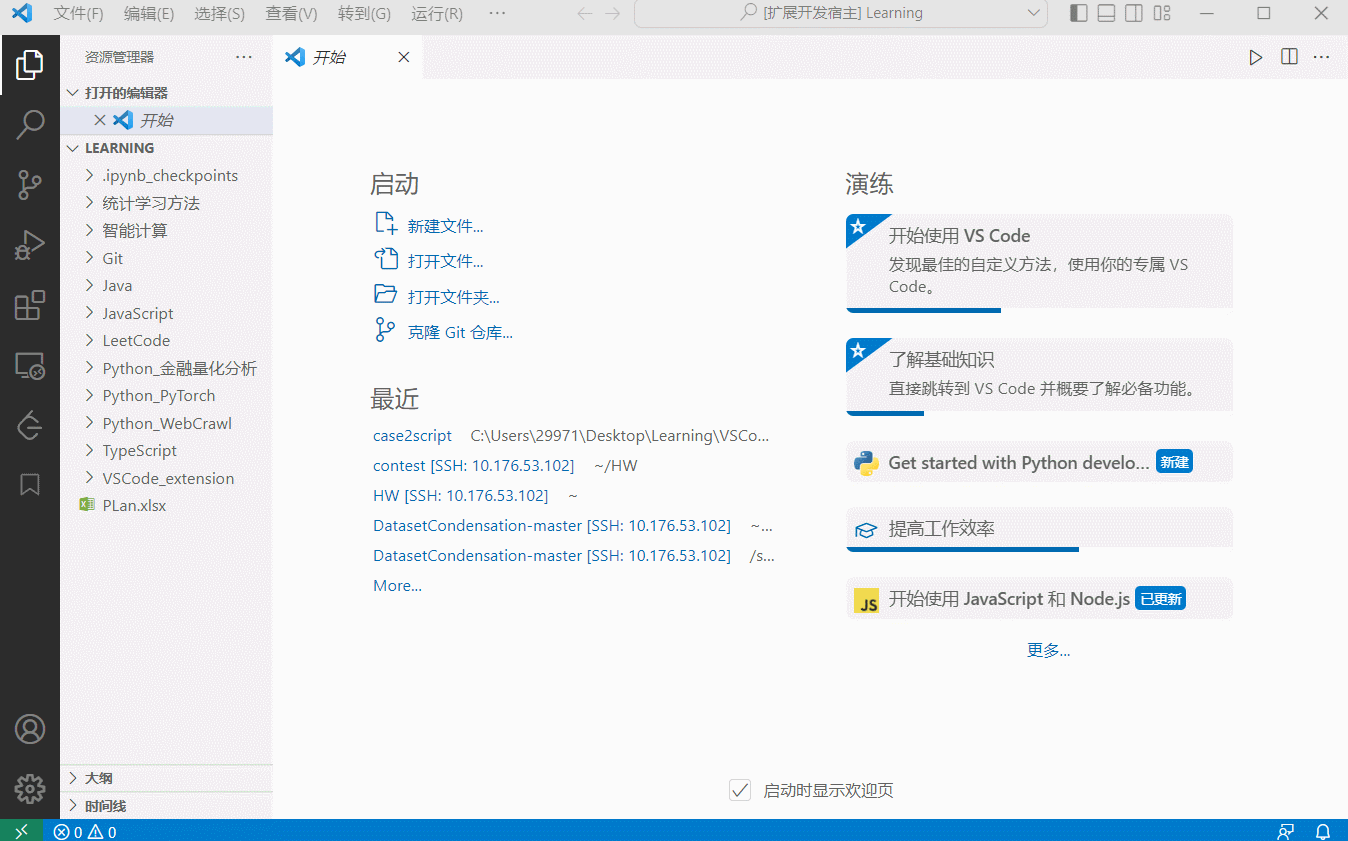 文件(F) 编辑(E) 选择(S) 查看(V) 转到(G) 运行(R) ··· [扩展开发宿主] Learning
资源管理器 ···
开始
打开的编辑器
开始
LEARNING
.ipynb_checkpoints
统计学习方法
智能计算
Git
Java
JavaScript
LeetCode
Python_金融量化分析
Python_PyTorch
Python_WebCrawl
TypeScript
VSCode_extension
PLan.xlsx
大纲
时间线
启动
新建文件...
打开文件...
打开文件夹...
克隆 Git 仓库...
最近
case2script C:\Users\29971\Desktop\Learning\VSCo...
contest [SSH: 10.176.53.102] ~/HW
HW [SSH: 10.176.53.102] ~
DatasetCondensation-master [SSH: 10.176.53.102] ~...
DatasetCondensation-master [SSH: 10.176.53.102] /s...
More...
演练
开始使用 VS Code
发现最佳的自定义方法，使用你的专属 VS
Code。
了解基础知识
直接跳转到 VS Code 并概要了解必备功能。
Get started with Python develo... 新建
提高工作效率
JS 开始使用 JavaScript 和 Node.js 已更新
更多...
启动时显示欢迎页
0 0